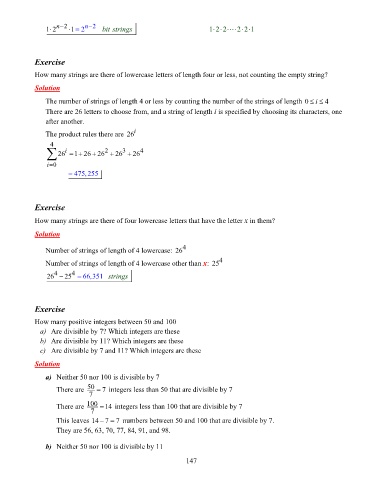 1·2^{n−2}·1 = 2^{n−2} bit strings 1·2·2·····2·2·1
Exercise
How many strings are there of lowercase letters of length four or less, not counting the empty string?
Solution
The number of strings of length 4 or less by counting the number of the strings of length 0 ≤ i ≤ 4
There are 26 letters to choose from, and a string of length i is specified by choosing its characters, one
after another.
The product rules there are 26^i
\sum_{i=0}^{4} 26^i = 1 + 26 + 26^2 + 26^3 + 26^4
= 475,255
Exercise
How many strings are there of four lowercase letters that have the letter x in them?
Solution
Number of strings of length of 4 lowercase: 26^4
Number of strings of length of 4 lowercase other than x: 25^4
26^4 − 25^4 = 66,351 strings
Exercise
How many positive integers between 50 and 100
a) Are divisible by 7? Which integers are these
b) Are divisible by 11? Which integers are these
c) Are divisible by 7 and 11? Which integers are these
Solution
a) Neither 50 nor 100 is divisible by 7
There are 50/7 = 7 integers less than 50 that are divisible by 7
There are 100/7 = 14 integers less than 100 that are divisible by 7
This leaves 14 − 7 = 7 numbers between 50 and 100 that are divisible by 7.
They are 56, 63, 70, 77, 84, 91, and 98.
b) Neither 50 nor 100 is divisible by 11
147